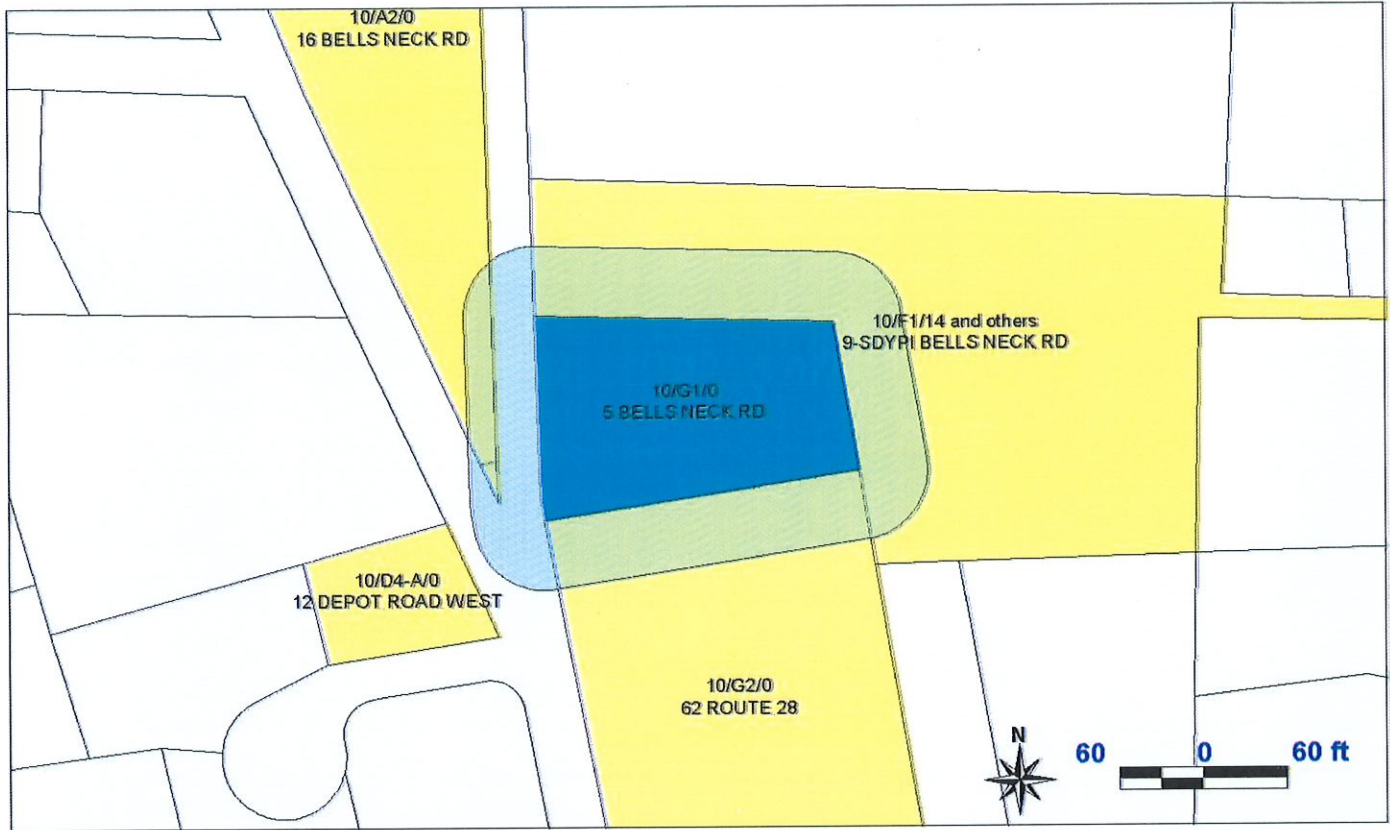 10/A2/0
16 BELLS NECK RD
10/F1/14 and others
9-SDYPI BELLS NECK RD
10/G1/0
5 BELLS NECK RD
10/D4-A/0
12 DEPOT ROAD WEST
10/G2/0
62 ROUTE 28
N
60 0 60 ft